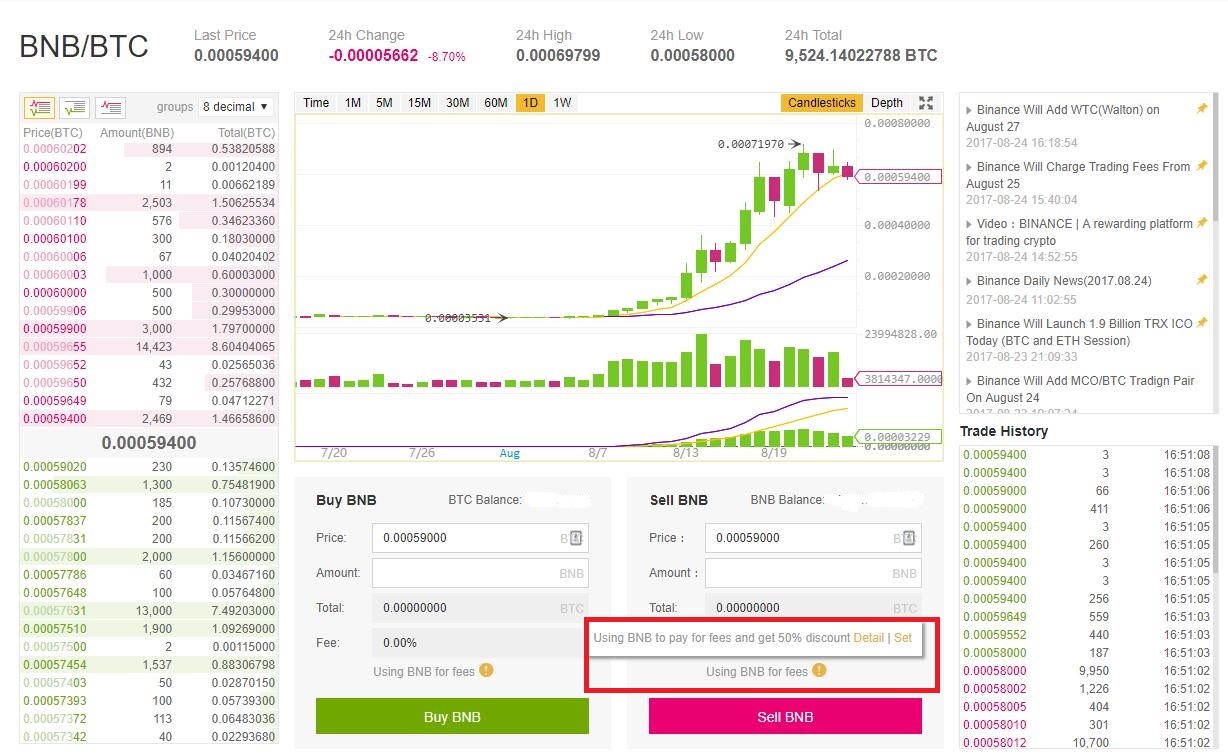 BNB/BTC
Last Price
0.00059400
24h Change
-0.00005662 -8.70%
24h High
0.00069799
24h Low
0.00058000
24h Total
9,524.14022788 BTC
groups 8 decimal ▼
Price(BTC) Amount(BNB) Total(BTC)
0.00060202 894 0.53820588
0.00060200 2 0.00120400
0.00060199 11 0.00662189
0.00060178 2,503 1.50625534
0.00060110 576 0.34623360
0.00060100 300 0.18030000
0.00060006 67 0.04020402
0.00060003 1,000 0.60003000
0.00060000 500 0.30000000
0.00059906 500 0.29953000
0.00059900 3,000 1.79700000
0.00059655 14,423 8.60404065
0.00059652 43 0.02565036
0.00059650 432 0.25768800
0.00059649 79 0.04712271
0.00059400 2,469 1.46658600
0.00059400
0.00059020 230 0.13574600
0.00058063 1,300 0.75481900
0.00058000 185 0.10730000
0.00057837 200 0.11567400
0.00057831 200 0.11566200
0.00057800 2,000 1.15600000
0.00057786 60 0.03467160
0.00057648 100 0.05764800
0.00057631 13,000 7.49203000
0.00057510 1,900 1.09269000
0.00057500 2 0.00115000
0.00057454 1,537 0.88306798
0.00057403 50 0.02870150
0.00057393 100 0.05739300
0.00057372 113 0.06483036
0.00057342 40 0.02293680
Time 1M 5M 15M 30M 60M 1D 1W Candlesticks Depth
0.00080000
0.00071970
0.00059400
0.00040000
0.00020000
0.00003531
23994828.00
3814347.0000
0.00003229
0.00000000
7/20 7/26 Aug 8/7 8/13 8/19
Buy BNB BTC Balance:
Price: 0.00059000
Amount: BNB
Total: 0.00000000 BTC
Fee: 0.00%
Using BNB for fees !
Buy BNB
Sell BNB BNB Balance:
Price : 0.00059000
Amount : BNB
Total: 0.00000000 BTC
Using BNB to pay for fees and get 50% discount Detail | Set
Using BNB for fees !
Sell BNB
Binance Will Add WTC(Walton) on
August 27
2017-08-24 16:18:54
Binance Will Charge Trading Fees From
August 25
2017-08-24 15:40:04
Video : BINANCE | A rewarding platform
for trading crypto
2017-08-24 14:52:55
Binance Daily News(2017.08.24)
2017-08-24 11:02:55
Binance Will Launch 1.9 Billion TRX ICO
Today (BTC and ETH Session)
2017-08-23 21:09:33
Binance Will Add MCO/BTC Tradign Pair
On August 24
Trade History
0.00059400 3 16:51:08
0.00059400 3 16:51:08
0.00059000 66 16:51:06
0.00059000 411 16:51:06
0.00059400 3 16:51:05
0.00059400 260 16:51:05
0.00059400 3 16:51:05
0.00059400 3 16:51:05
0.00059400 256 16:51:05
0.00059649 559 16:51:03
0.00059552 440 16:51:03
0.00058000 187 16:51:03
0.00058000 9,950 16:51:02
0.00058002 1,226 16:51:02
0.00058005 404 16:51:02
0.00058010 301 16:51:02
0.00058012 10,700 16:51:02